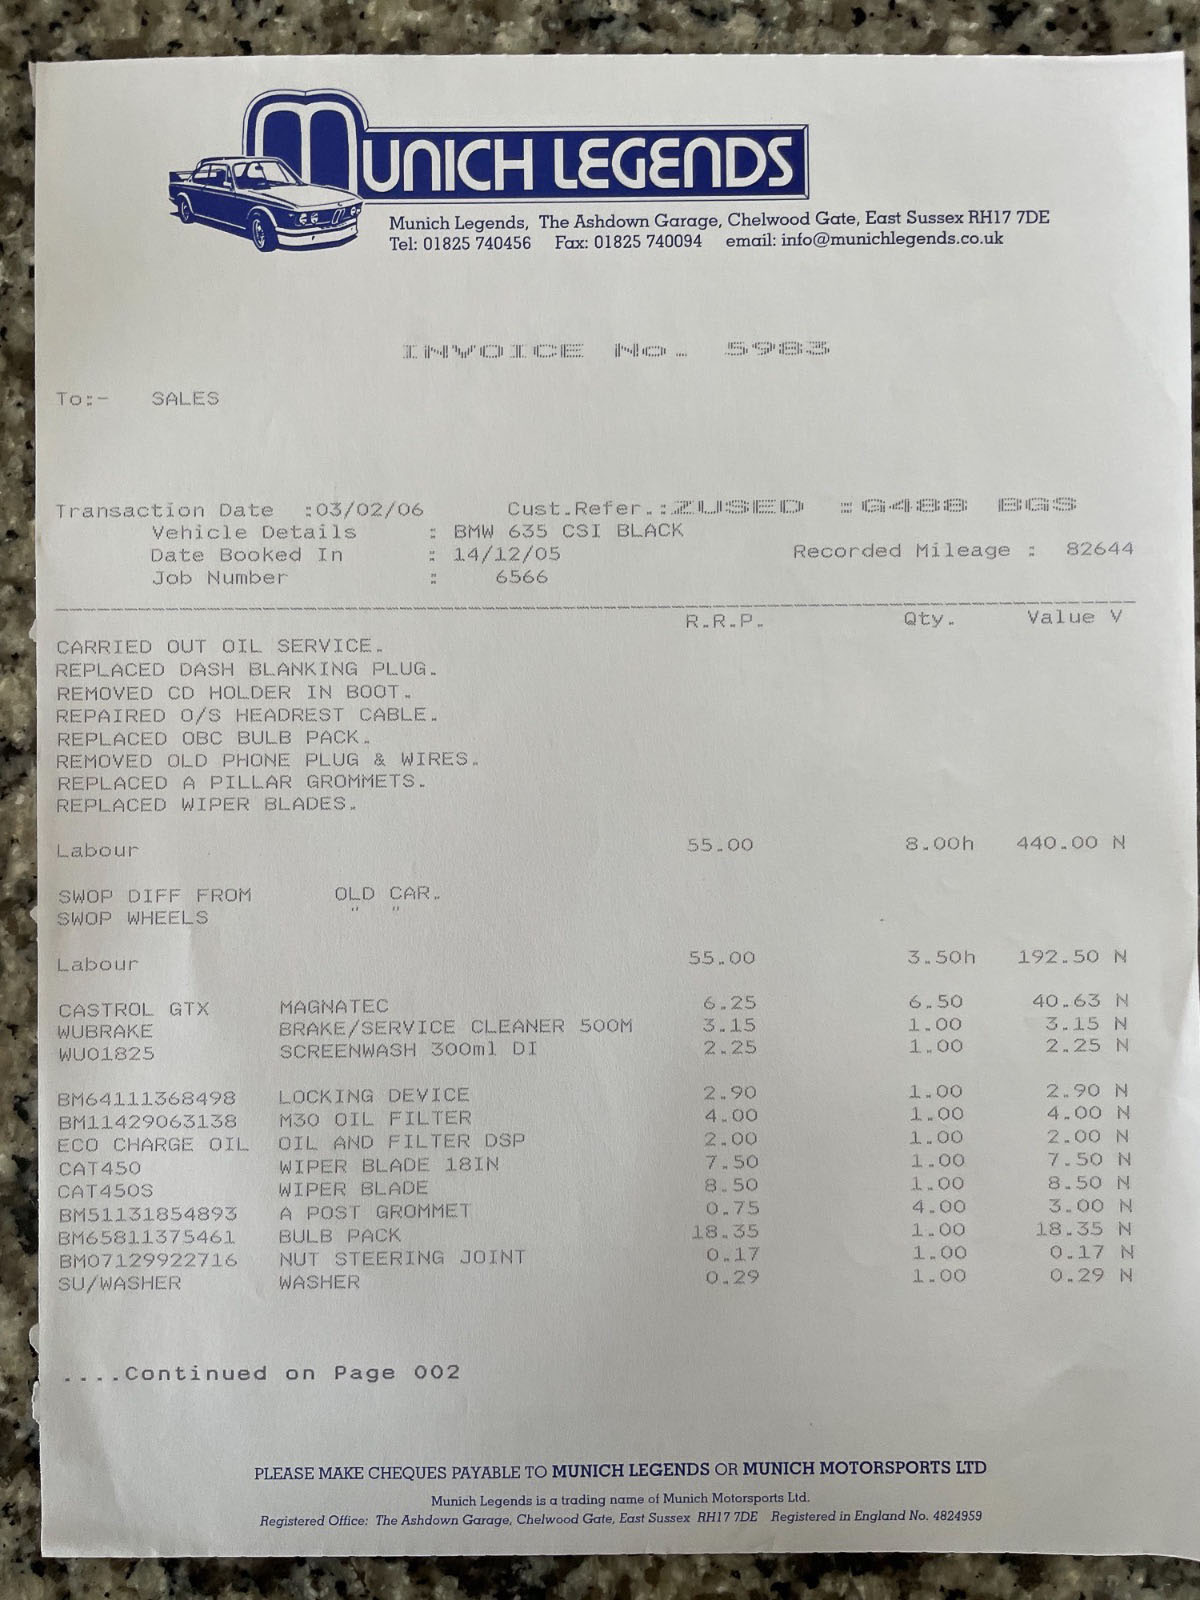 MUNICH LEGENDS
Munich Legends, The Ashdown Garage, Chelwood Gate, East Sussex RH17 7DE
Tel: 01825 740456 Fax: 01825 740094 email: info@munichlegends.co.uk
INVOICE No. 5983
To:- SALES
Transaction Date :03/02/06 Cust.Refer.:ZUSED :G488 BGS
Vehicle Details : BMW 635 CSI BLACK
Date Booked In : 14/12/05 Recorded Mileage : 82644
Job Number : 6566
R.R.P. Qty. Value V
CARRIED OUT OIL SERVICE.
REPLACED DASH BLANKING PLUG.
REMOVED CD HOLDER IN BOOT.
REPAIRED O/S HEADREST CABLE.
REPLACED OBC BULB PACK.
REMOVED OLD PHONE PLUG & WIRES.
REPLACED A PILLAR GROMMETS.
REPLACED WIPER BLADES.
Labour 55.00 8.00h 440.00 N
SWOP DIFF FROM OLD CAR.
SWOP WHEELS " "
Labour 55.00 3.50h 192.50 N
CASTROL GTX MAGNATEC 6.25 6.50 40.63 N
WUBRAKE BRAKE/SERVICE CLEANER 500M 3.15 1.00 3.15 N
WU01825 SCREENWASH 300ml DI 2.25 1.00 2.25 N
BM64111368498 LOCKING DEVICE 2.90 1.00 2.90 N
BM11429063138 M30 OIL FILTER 4.00 1.00 4.00 N
ECO CHARGE OIL OIL AND FILTER DSP 2.00 1.00 2.00 N
CAT450 WIPER BLADE 18IN 7.50 1.00 7.50 N
CAT450S WIPER BLADE 8.50 1.00 8.50 N
BM51131854893 A POST GROMMET 0.75 4.00 3.00 N
BM65811375461 BULB PACK 18.35 1.00 18.35 N
BM07129922716 NUT STEERING JOINT 0.17 1.00 0.17 N
SU/WASHER WASHER 0.29 1.00 0.29 N
....Continued on Page 002
PLEASE MAKE CHEQUES PAYABLE TO MUNICH LEGENDS OR MUNICH MOTORSPORTS LTD
Munich Legends is a trading name of Munich Motorsports Ltd.
Registered Office: The Ashdown Garage, Chelwood Gate, East Sussex RH17 7DE Registered in England No. 4824959